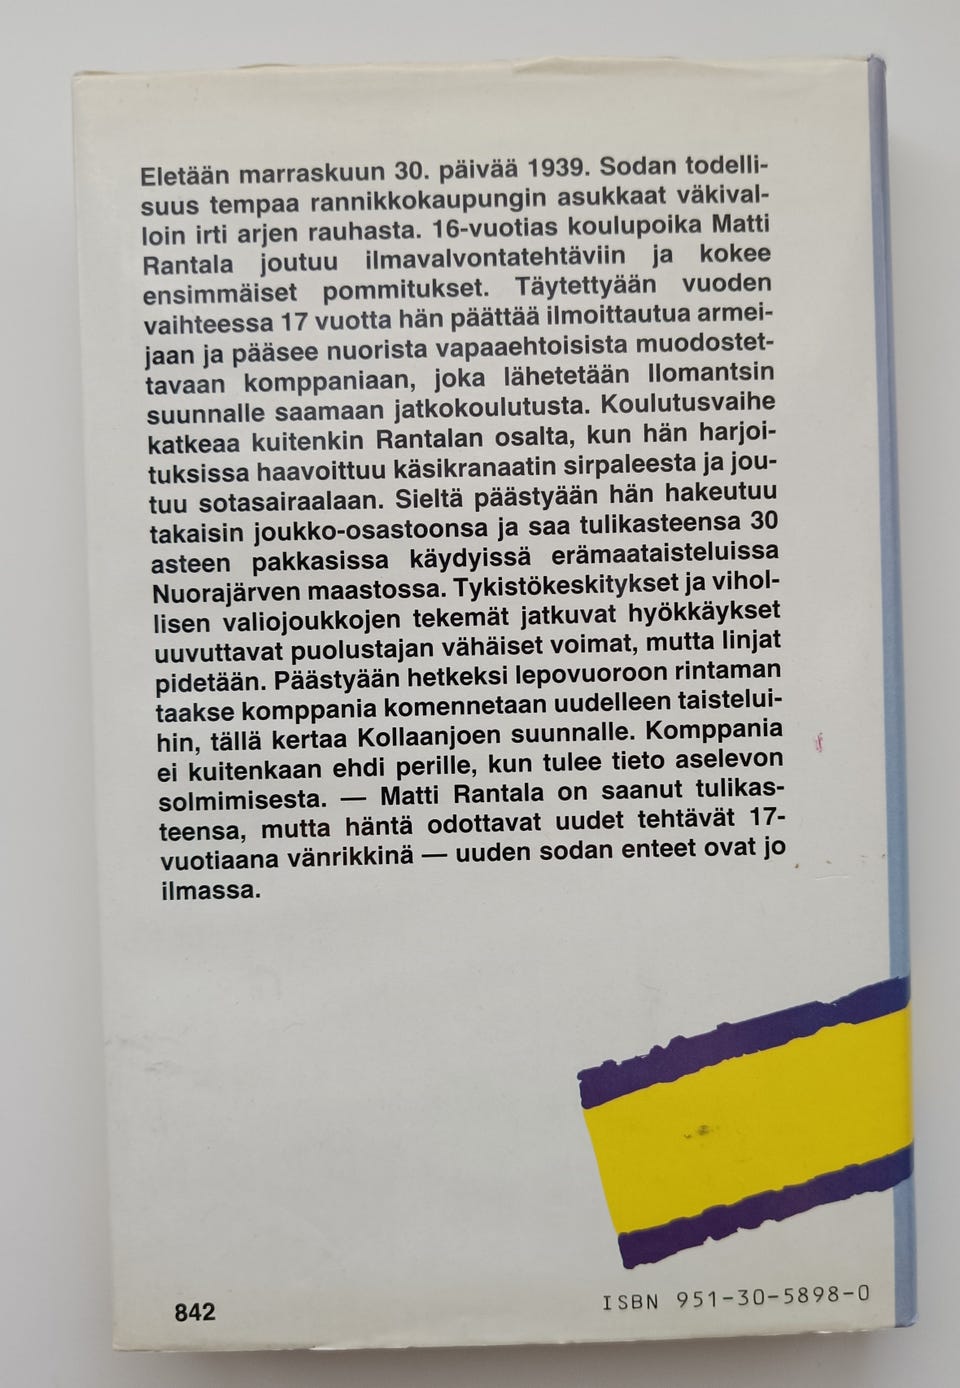 Eletään marraskuun 30. päivää 1939. Sodan todelli-
suus tempaa rannikkokaupungin asukkaat väkival-
loin irti arjen rauhasta. 16-vuotias koulupoika Matti
Rantala joutuu ilmavalvontatehtäviin ja kokee
ensimmäiset pommitukset. Täytettyään vuoden
vaihteessa 17 vuotta hän päättää ilmoittautua armei-
jaan ja pääsee nuorista vapaaehtoisista muodostet-
tavaan komppaniaan, joka lähetetään Ilomantsin
suunnalle saamaan jatkokoulutusta. Koulutusvaihe
katkeaa kuitenkin Rantalan osalta, kun hän harjoi-
tuksissa haavoittuu käsikranaatin sirpaleesta ja jou-
tuu sotasairaalaan. Sieltä päästyään hän hakeutuu
takaisin joukko-osastoonsa ja saa tulikasteensa 30
asteen pakkasissa käydyissä erämaataisteluissa
Nuorajärven maastossa. Tykistökeskitykset ja vihol-
lisen valiojoukkojen tekemät jatkuvat hyökkäykset
uuvuttavat puolustajan vähäiset voimat, mutta linjat
pidetään. Päästyään hetkeksi lepovuoroon rintaman
taakse komppania komennetaan uudelleen taistelui-
hin, tällä kertaa Kollaanjoen suunnalle. Komppania
ei kuitenkaan ehdi perille, kun tulee tieto aselevon
solmimisesta. — Matti Rantala on saanut tulikas-
teensa, mutta häntä odottavat uudet tehtävät 17-
vuotiaana vänrikkinä — uuden sodan enteet ovat jo
ilmassa.
842
ISBN 951-30-5898-0